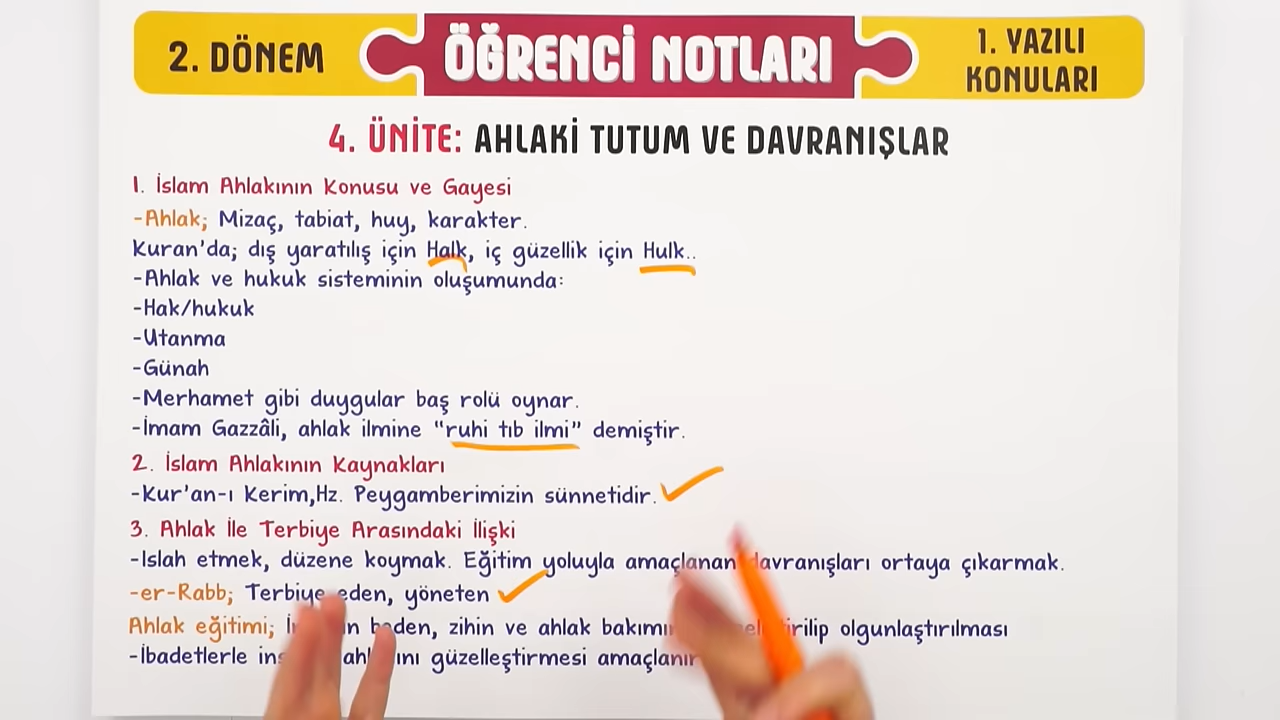 2. DÖNEM
ÖĞRENCİ NOTLARI
1. YAZILI
KONULARI
4. ÜNİTE: AHLAKİ TUTUM VE DAVRANIŞLAR
1. İslam Ahlakının Konusu ve Gayesi
-Ahlak; Mizaç, tabiat, huy, karakter.
Kuran'da; dış yaratılış için Halk, iç güzellik için Hulk..
-Ahlak ve hukuk sisteminin oluşumunda:
-Hak/hukuk
-Utanma
-Günah
-Merhamet gibi duygular baş rolü oynar.
-İmam Gazzâli, ahlak ilmine "ruhi tıb ilmi" demiştir.
2. İslam Ahlakının Kaynakları
-Kur'an-ı Kerim,Hz. Peygamberimizin sünnetidir.
3. Ahlak İle Terbiye Arasındaki İlişki
-Islah etmek, düzene koymak. Eğitim yoluyla amaçlanan davranışları ortaya çıkarmak.
-er-Rabb; Terbiye eden, yöneten
Ahlak eğitimi; beden, zihin ve ahlak olgunlaştırılması
-İbadetlerle güzelleştirmesi amaçlanır